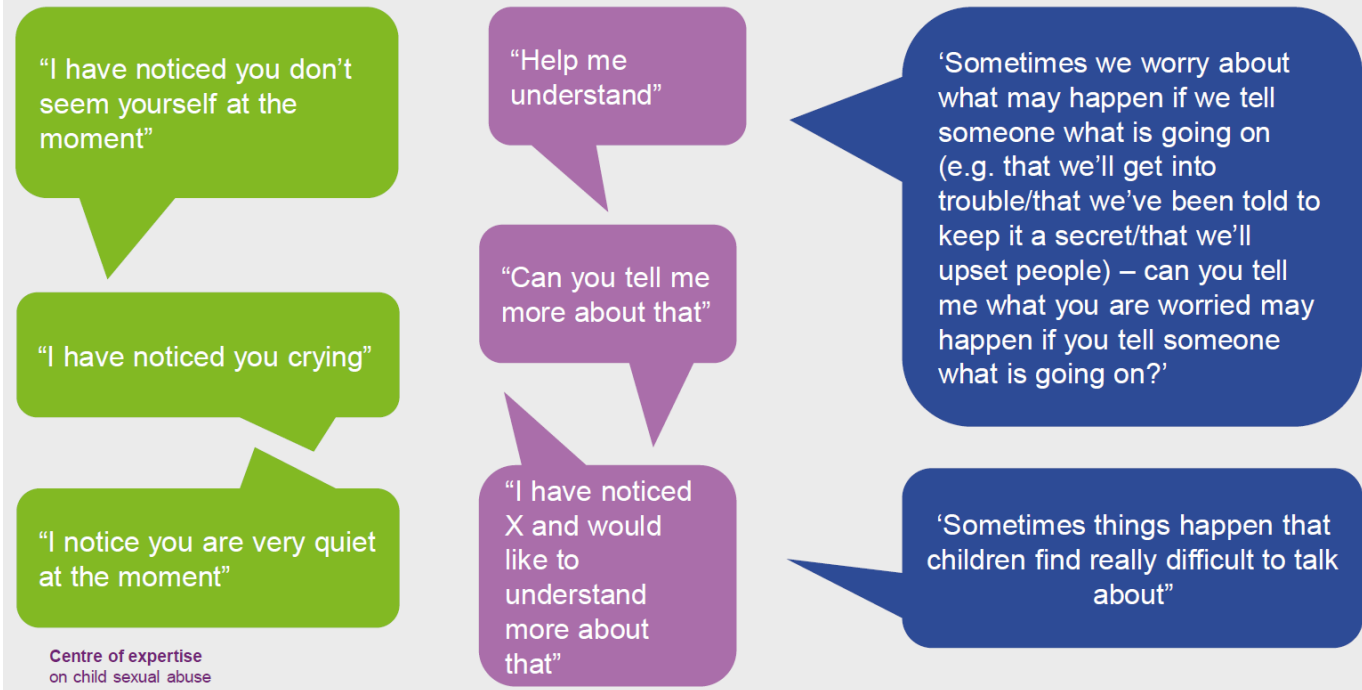 “I have noticed you don’t
seem yourself at the
moment”
“I have noticed you crying”
“I notice you are very quiet
at the moment”
“Help me
understand”
“Can you tell me
more about that”
“I have noticed
X and would
like to
understand
more about
that”
‘Sometimes we worry about
what may happen if we tell
someone what is going on
(e.g. that we’ll get into
trouble/that we’ve been told to
keep it a secret/that we’ll
upset people) – can you tell
me what you are worried may
happen if you tell someone
what is going on?’
‘Sometimes things happen that
children find really difficult to talk
about”
Centre of expertise
on child sexual abuse